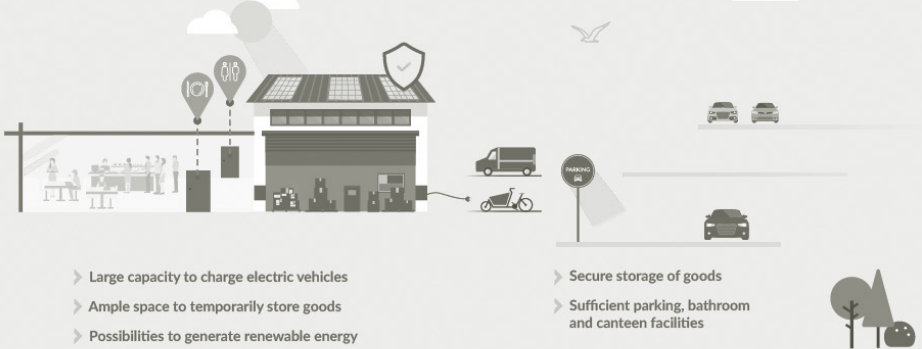 PARKING
Large capacity to charge electric vehicles
Ample space to temporarily store goods
Possibilities to generate renewable energy
Secure storage of goods
Sufficient parking, bathroom
and canteen facilities